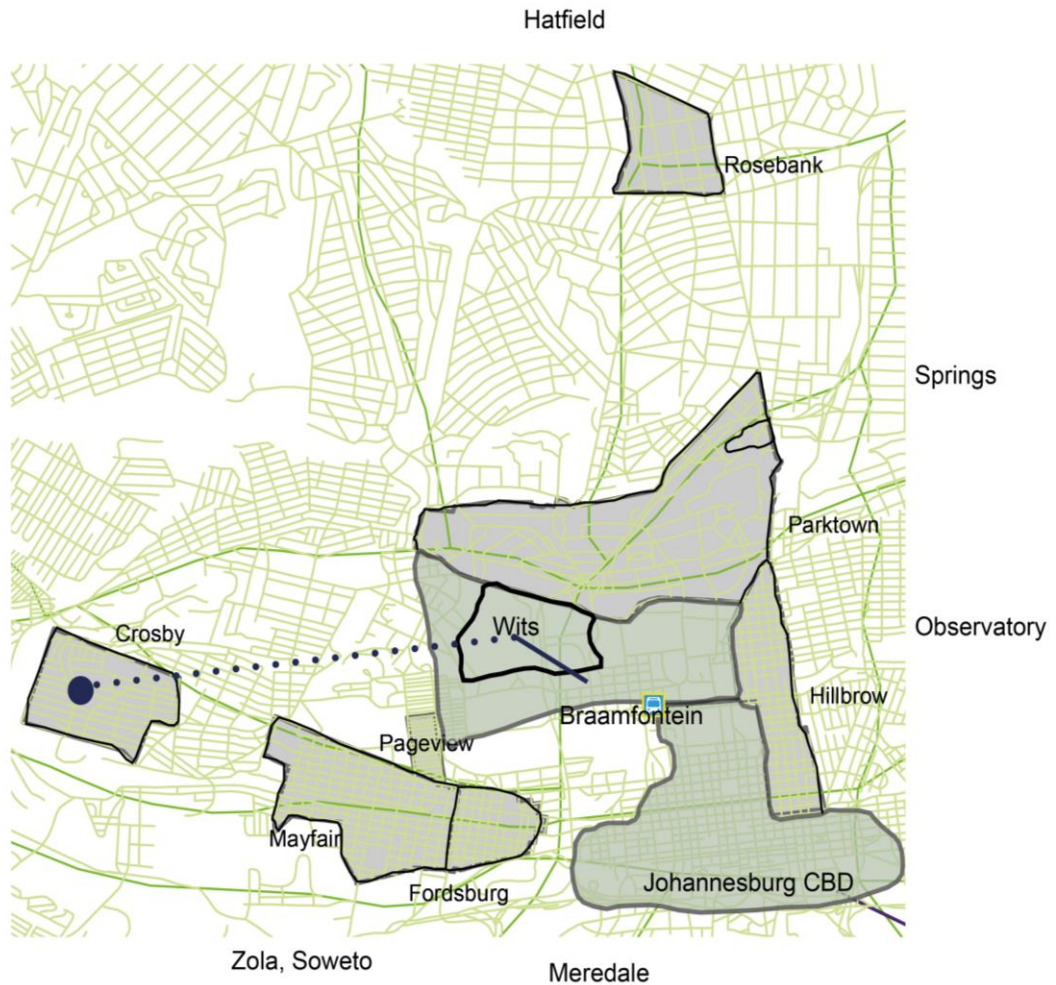 Hatfield
Rosebank
Springs
Parktown
Wits
Crosby
Observatory
Hillbrow
Braamfontein
Pageview
Mayfair
Johannesburg CBD
Fordsburg
Zola, Soweto
Meredale